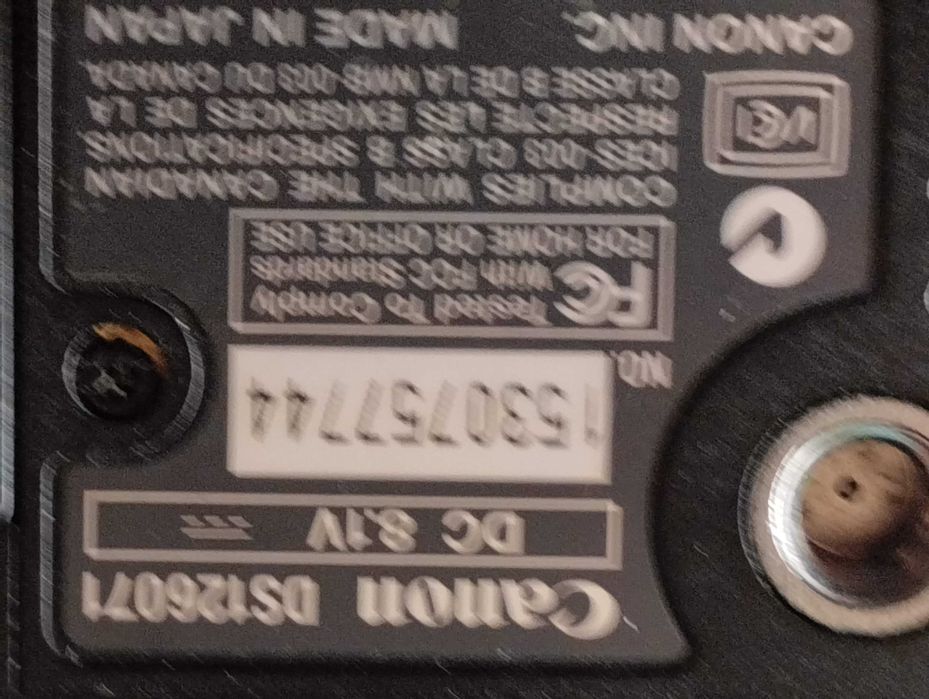 Canon DS126071
DC 8.1V
NO.
1530757744
FC Tested To Comply
With FCC Standards
FOR HOME OR OFFICE USE
COMPLIES WITH THE CANADIAN
ICES-003 CLASS B SPECIFICATIONS.
RESPECTE LES EXIGENCES DE LA
CLASSE B DE LA NMB-003 DU CANADA
VCI
CANON INC. MADE IN JAPAN